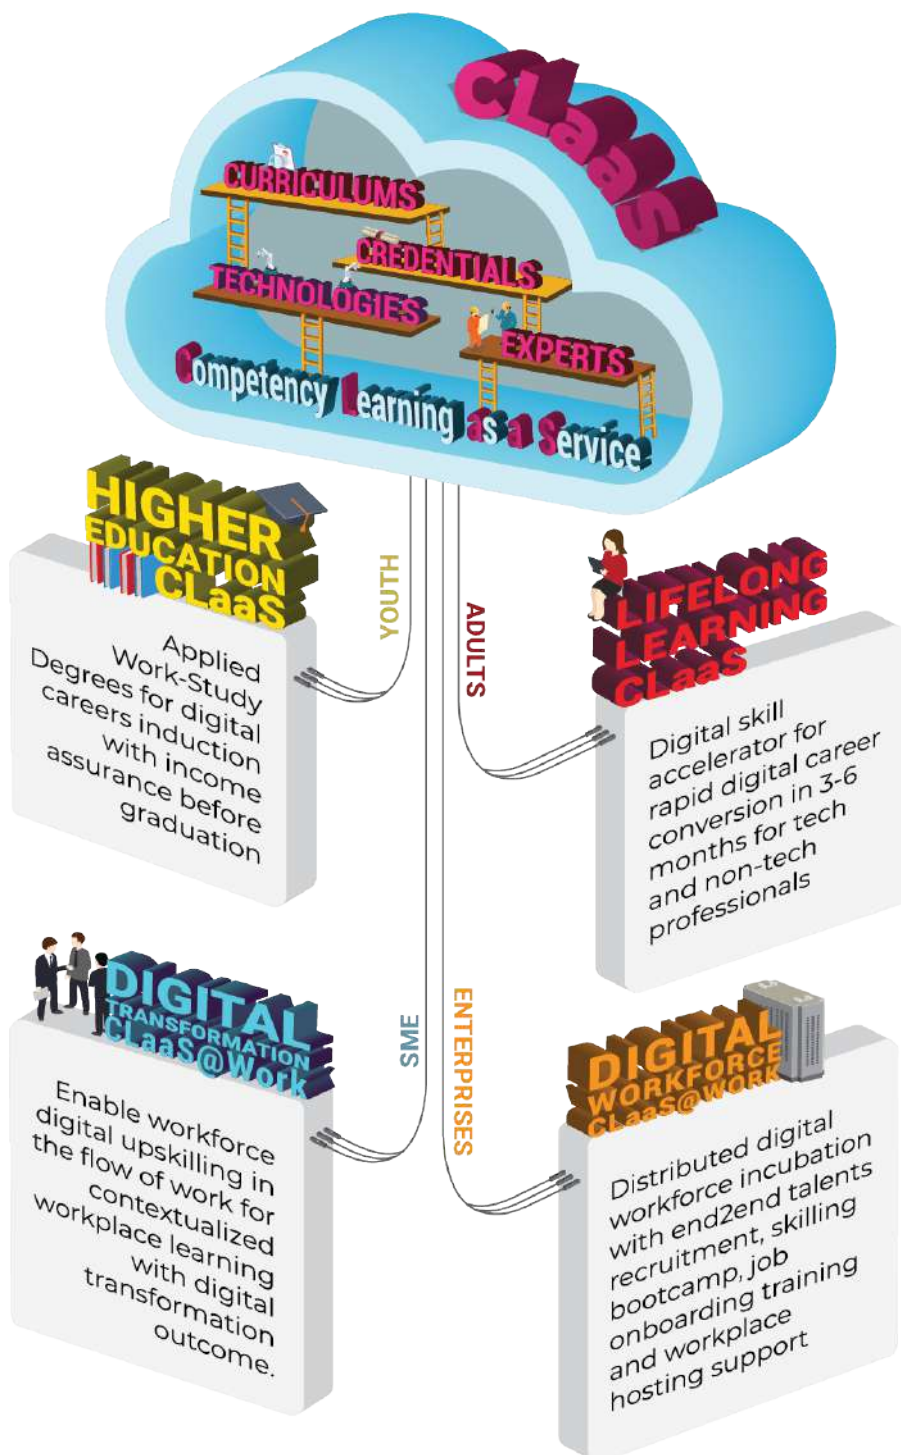 CLaaS
CURRICULUMS
CREDENTIALS
TECHNOLOGIES
EXPERTS
Competency Learning as a Service
YOUTH
HIGHER
EDUCATION
CLaaS
Applied
Work-Study
Degrees for digital
careers induction
with income
assurance before
graduation
ADULTS
LIFELONG
LEARNING
CLaaS
Digital skill
accelerator for
rapid digital career
conversion in 3-6
months for tech
and non-tech
professionals
SME
DIGITAL
TRANSFORMATION
CLaaS@Work
Enable workforce
digital upskilling in
the flow of work for
contextualized
workplace learning
with digital
transformation
outcome.
ENTERPRISES
DIGITAL
WORKFORCE
CLaaS@WORK
Distributed digital
workforce incubation
with end2end talents
recruitment, skilling
bootcamp, job
onboarding training
and workplace
hosting support